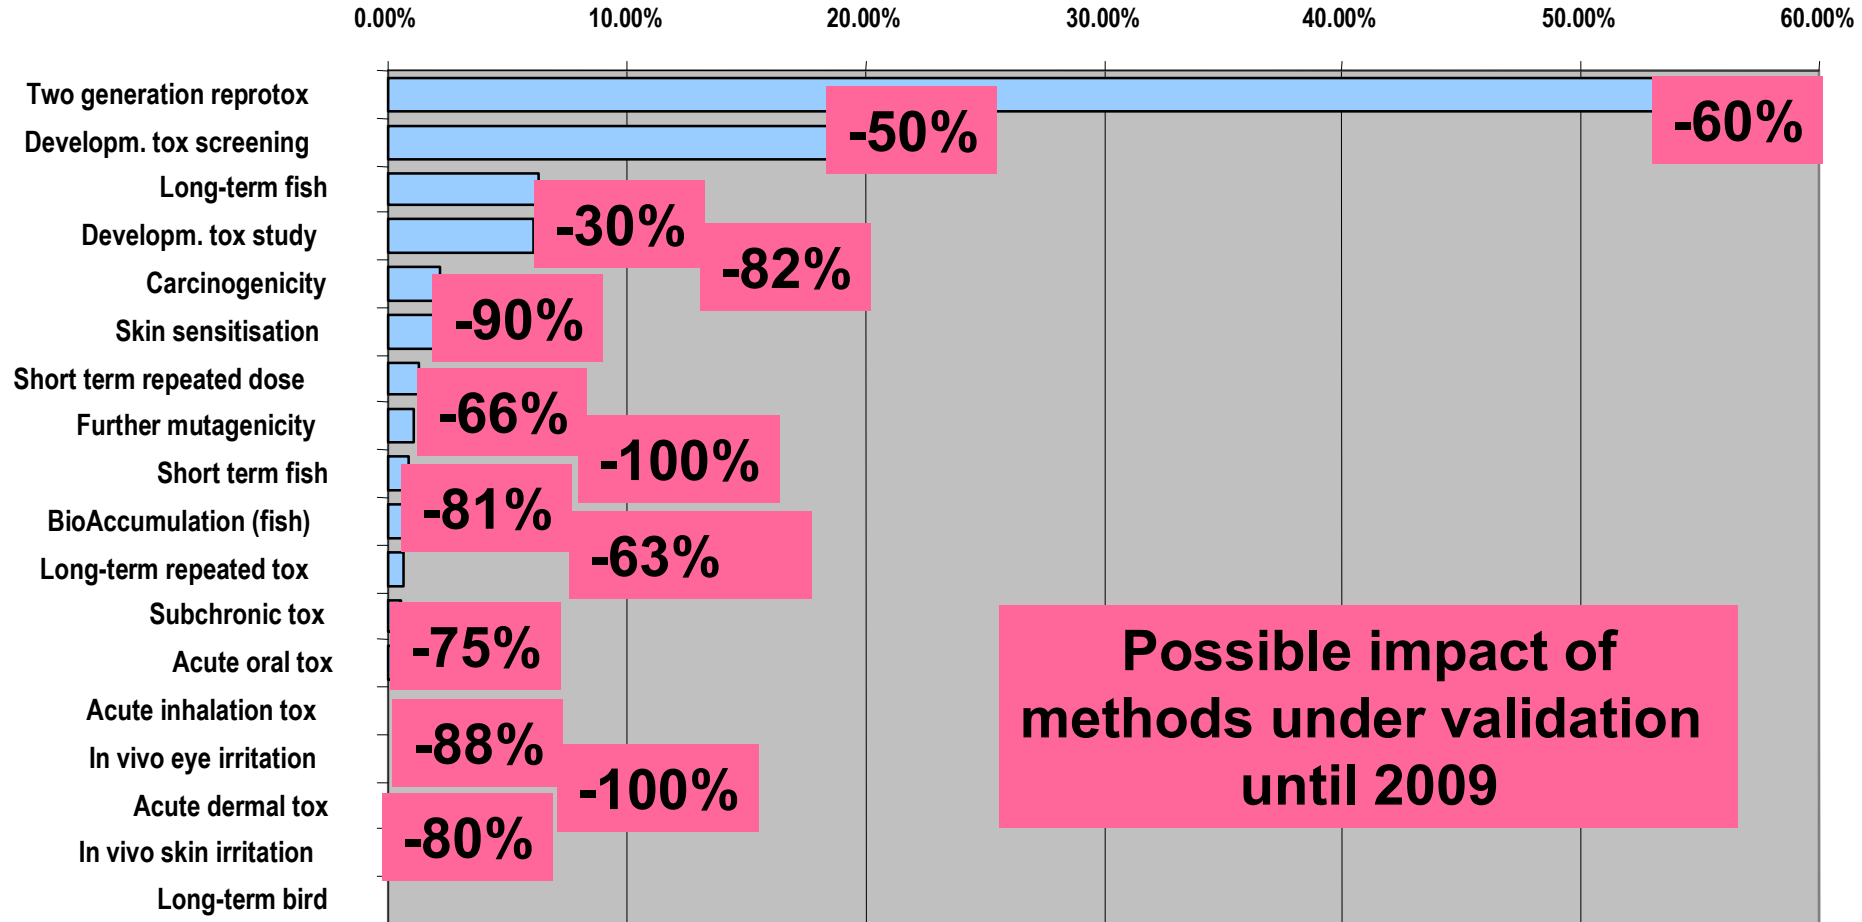 0.00% 10.00% 20.00% 30.00% 40.00% 50.00% 60.00%
Two generation reprotox
-60%
Developm. tox screening
-50%
Long-term fish
-30%
Developm. tox study
-82%
Carcinogenicity
Skin sensitisation
-90%
Short term repeated dose
-66%
Further mutagenicity
-100%
Short term fish
-81%
BioAccumulation (fish)
-63%
Long-term repeated tox
Subchronic tox
-75%
Acute oral tox
Acute inhalation tox
-88%
In vivo eye irritation
-100%
Acute dermal tox
-80%
In vivo skin irritation
Long-term bird
Possible impact of
methods under validation
until 2009